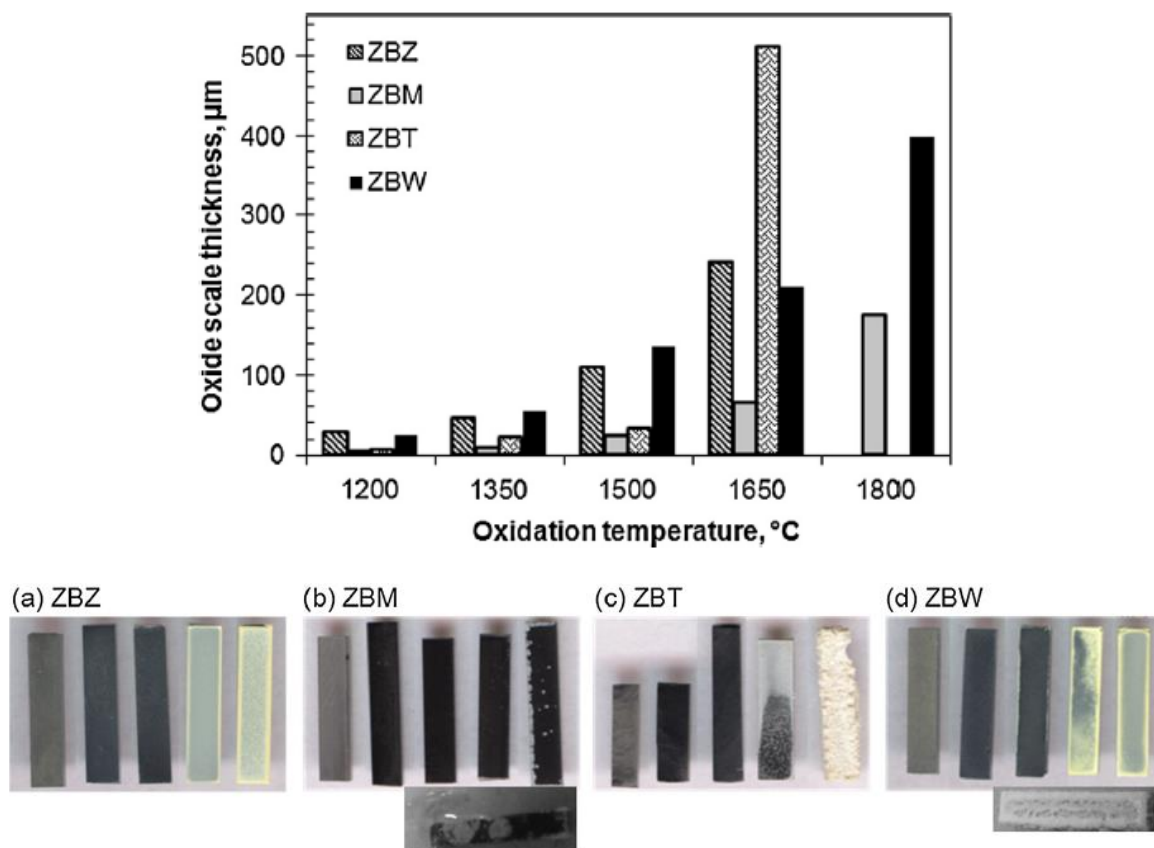 Oxide scale thickness, µm
500
400
300
200
100
0
ZBZ
ZBM
ZBT
ZBW
1200 1350 1500 1650 1800
Oxidation temperature, °C
(a) ZBZ (b) ZBM (c) ZBT (d) ZBW